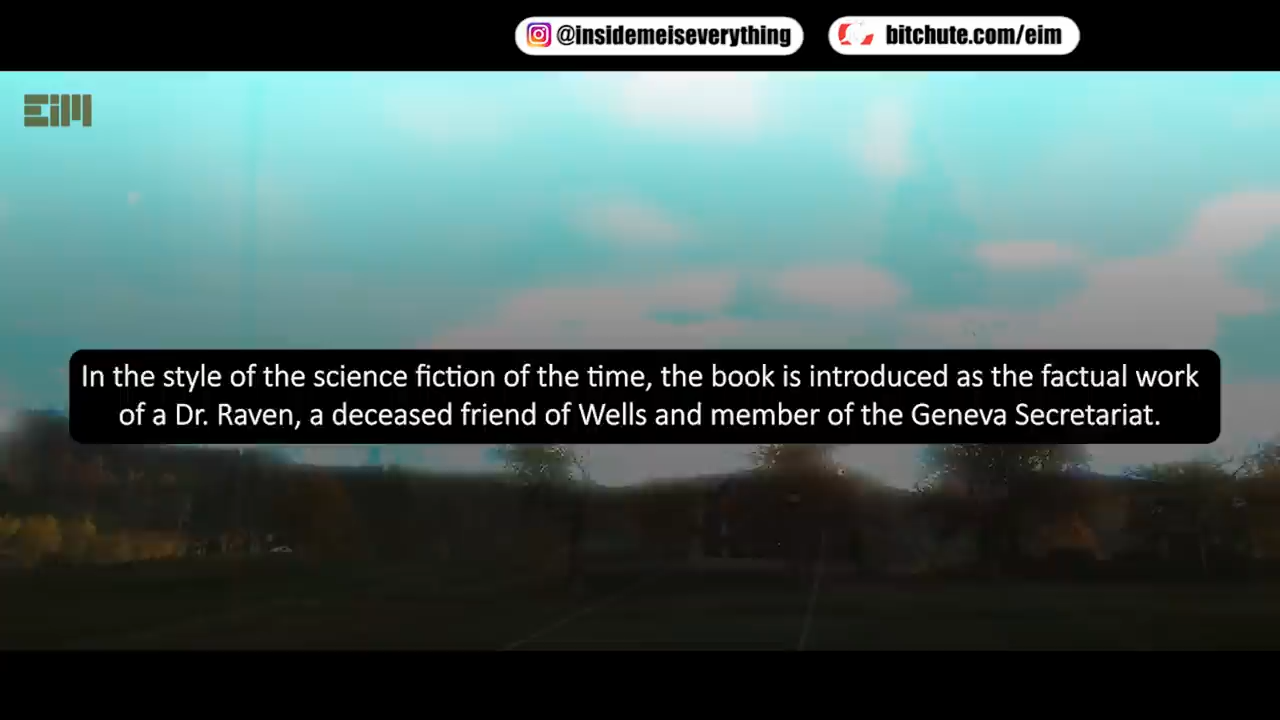 @insidemeiseverything
bitchute.com/eim
EiM
In the style of the science fiction of the time, the book is introduced as the factual work
of a Dr. Raven, a deceased friend of Wells and member of the Geneva Secretariat.